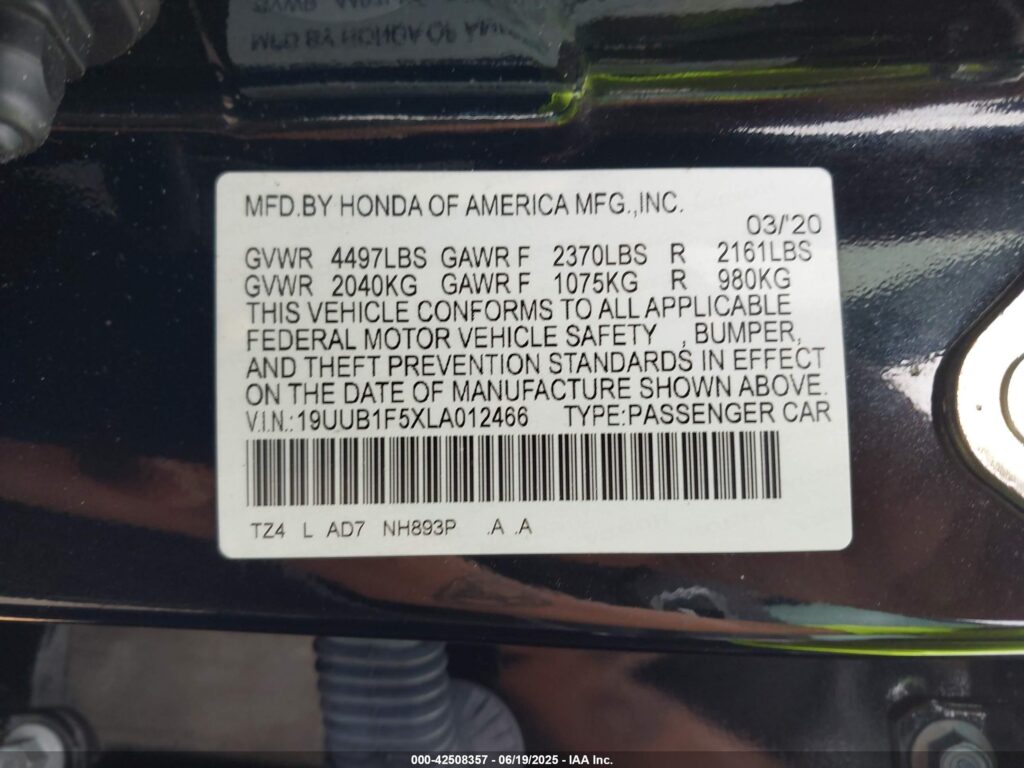 MFD.BY HONDA OF AMERICA MFG.,INC.
03/'20
GVWR 4497LBS GAWR F 2370LBS R 2161LBS
GVWR 2040KG GAWR F 1075KG R 980KG
THIS VEHICLE CONFORMS TO ALL APPLICABLE
FEDERAL MOTOR VEHICLE SAFETY , BUMPER,
AND THEFT PREVENTION STANDARDS IN EFFECT
ON THE DATE OF MANUFACTURE SHOWN ABOVE.
V.I.N.:19UUB1F5XLA012466 TYPE:PASSENGER CAR
TZ4 L AD7 NH893P .A .A
000-42508357 - 06/19/2025 - IAA Inc.